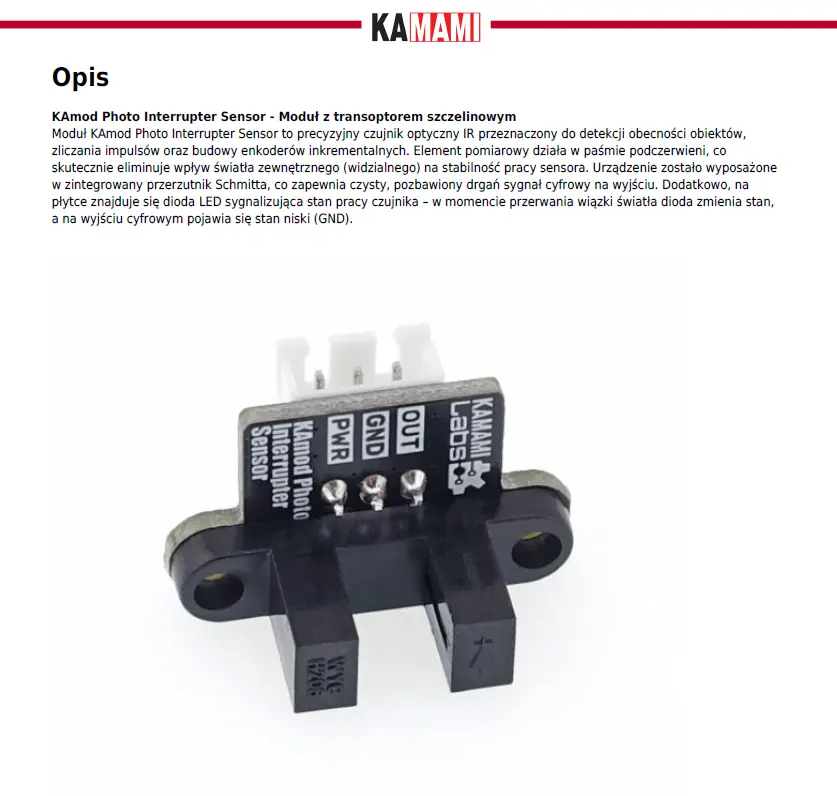 KAMAMI
Opis
KAmod Photo Interrupter Sensor - Moduł z transoptorem szczelinowym
Moduł KAmod Photo Interrupter Sensor to precyzyjny czujnik optyczny IR przeznaczony do detekcji obecności obiektów,
zliczania impulsów oraz budowy enkoderów inkrementalnych. Element pomiarowy działa w paśmie podczerwieni, co
skutecznie eliminuje wpływ światła zewnętrznego (widzialnego) na stabilność pracy sensora. Urządzenie zostało wyposażone
w zintegrowany przerzutnik Schmitta, co zapewnia czysty, pozbawiony drgań sygnał cyfrowy na wyjściu. Dodatkowo, na
płytce znajduje się dioda LED sygnalizująca stan pracy czujnika – w momencie przerwania wiązki światła dioda zmienia stan,
a na wyjściu cyfrowym pojawia się stan niski (GND).
KAmod Photo
Interrupter
Sensor
PWR
GND
OUT
KAMAMI
Labs
WYC